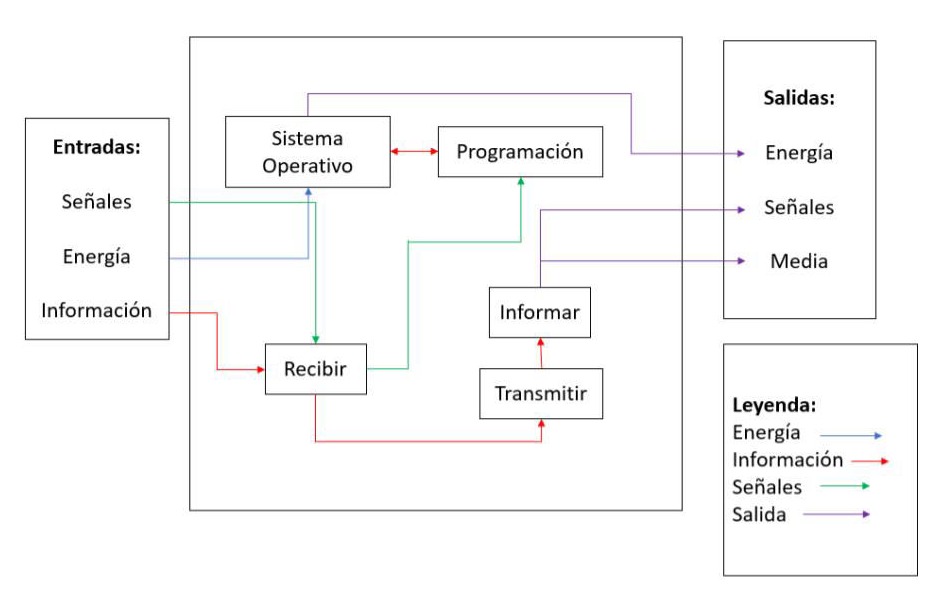 Entradas:
Señales
Energía
Información
Sistema
Operativo
Programación
Recibir
Informar
Transmitir
Salidas:
Energía
Señales
Media
Leyenda:
Energía
Información
Señales
Salida